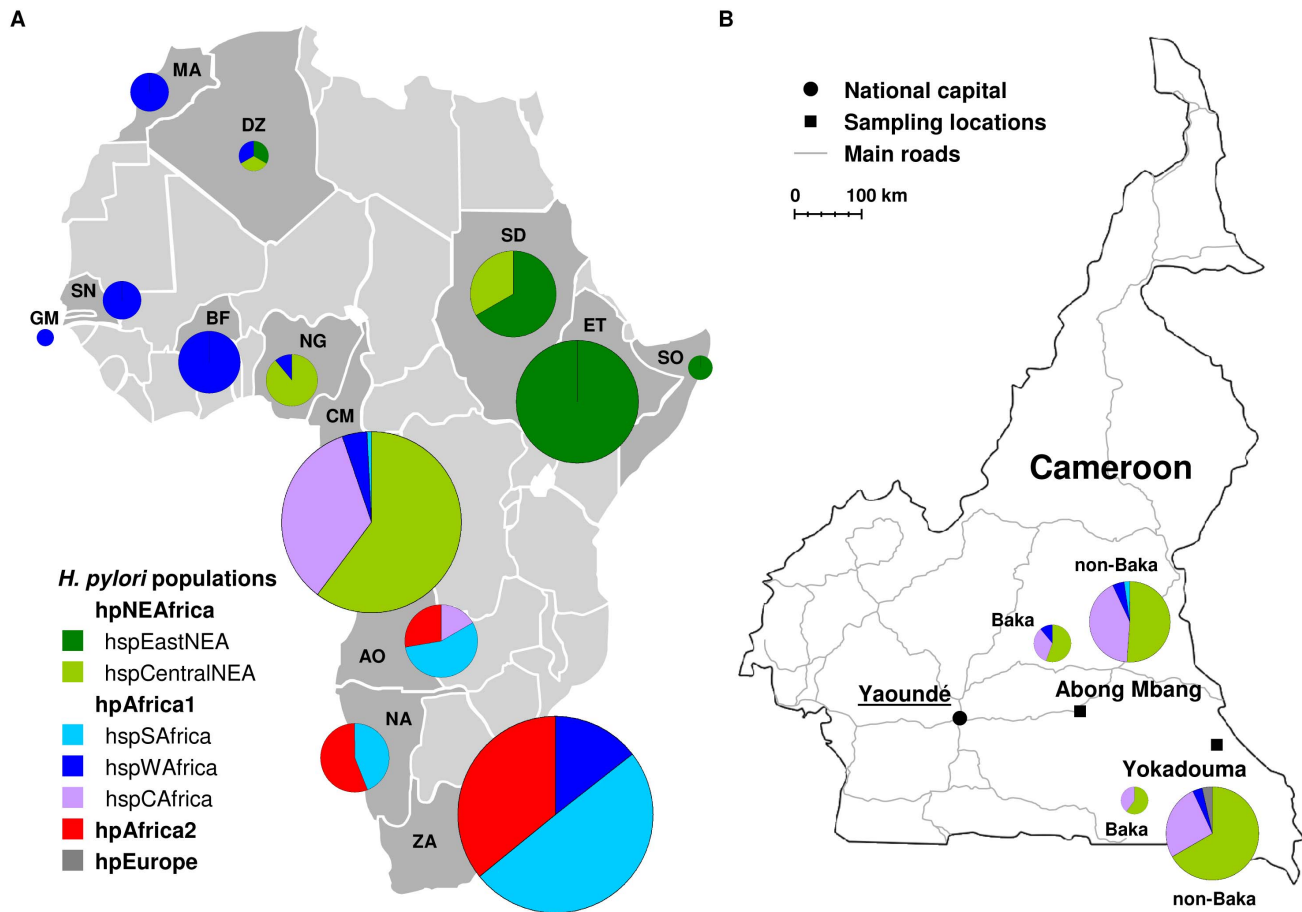 A
MA
DZ
SD
SN
GM
BF
NG
ET
SO
CM
H. pylori populations
hpNEAfrica
hspEastNEA
hspCentralNEA
hpAfrica1
hspSAfrica
hspWAfrica
hspCAfrica
hpAfrica2
hpEurope
AO
NA
ZA
B
National capital
Sampling locations
Main roads
0 100 km
Cameroon
non-Baka
Baka
Abong Mbang
Yaoundé
Yokadouma
Baka
non-Baka